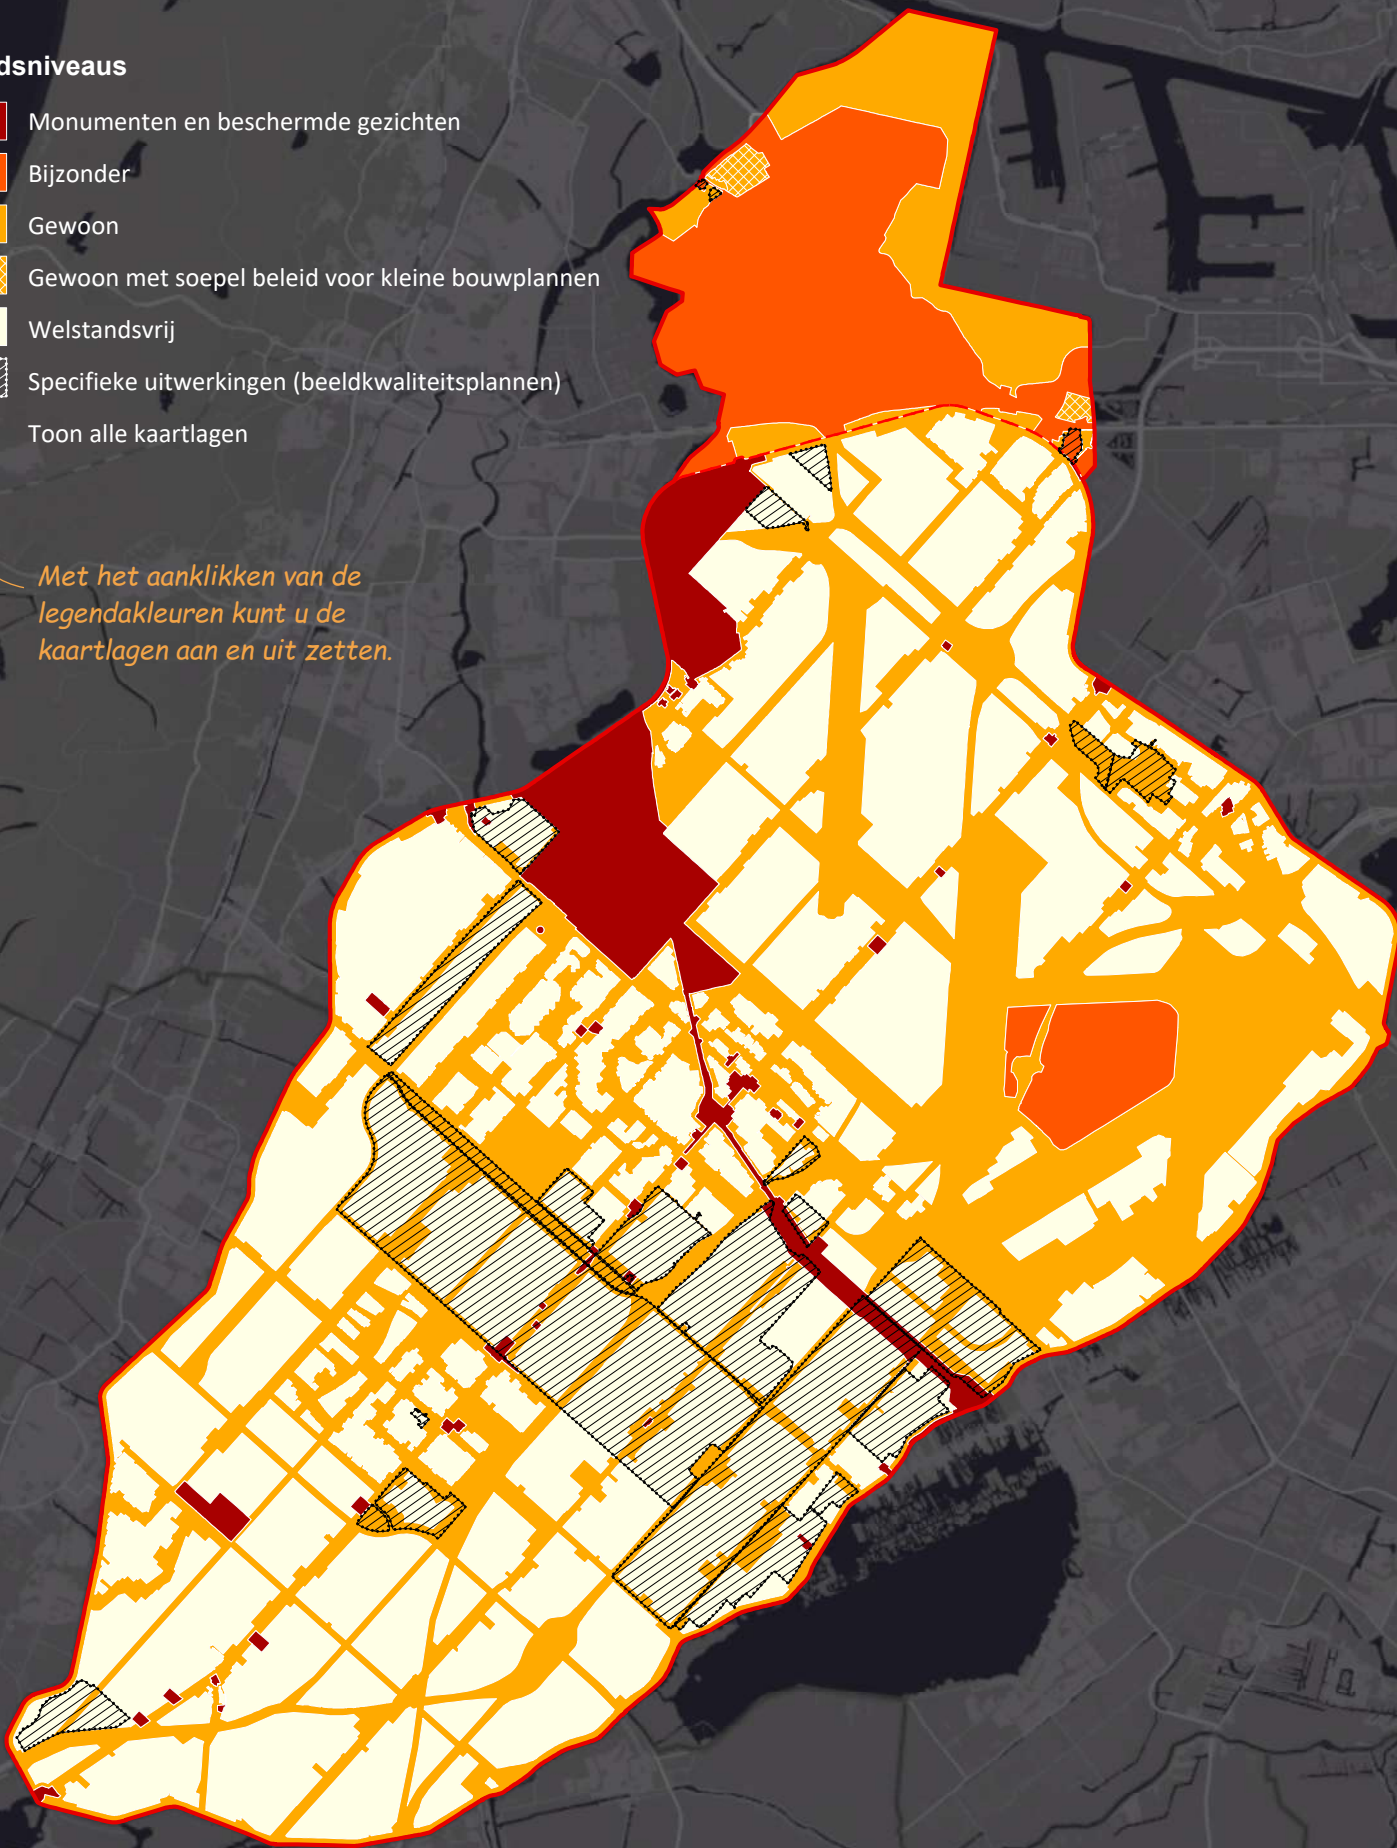 dsniveaus
Monumenten en beschermde gezichten
Bijzonder
Gewoon
Gewoon met soepel beleid voor kleine bouwplannen
Welstandsvrij
Specifieke uitwerkingen (beeldkwaliteitsplannen)
Toon alle kaartlagen
Met het aanklikken van de
legendakleuren kunt u de
kaartlagen aan en uit zetten.